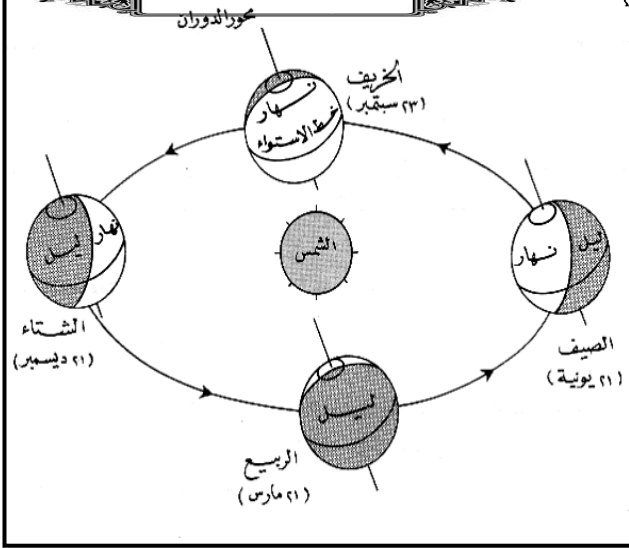 محور الدوران
الخريف
(٢٣ سبتمبر)
نهار
خط الاستواء
ليل
نهار
الشمس
نهار
ليل
الشتاء
(٢١ ديسمبر)
الصيف
(٢١ يونية)
ليل
الربيع
(٢١ مارس)